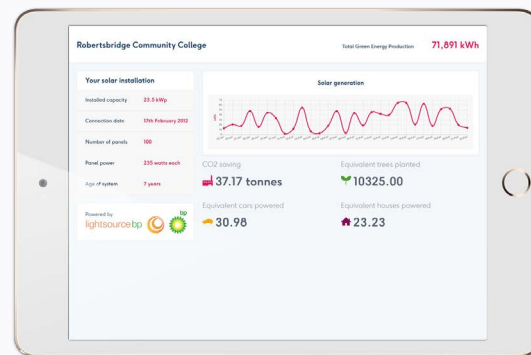 Robertsbridge Community College
Total Green Energy Production 71,891 kWh
Your solar installation
Installed capacity 23.5 kWp
Connection date 17th February 2012
Number of panels 100
Panel power 235 watts each
Age of system 7 years
Powered by
lightsource bp
bp
Solar generation
CO2 saving
37.17 tonnes
Equivalent trees planted
10325.00
Equivalent cars powered
30.98
Equivalent houses powered
23.23